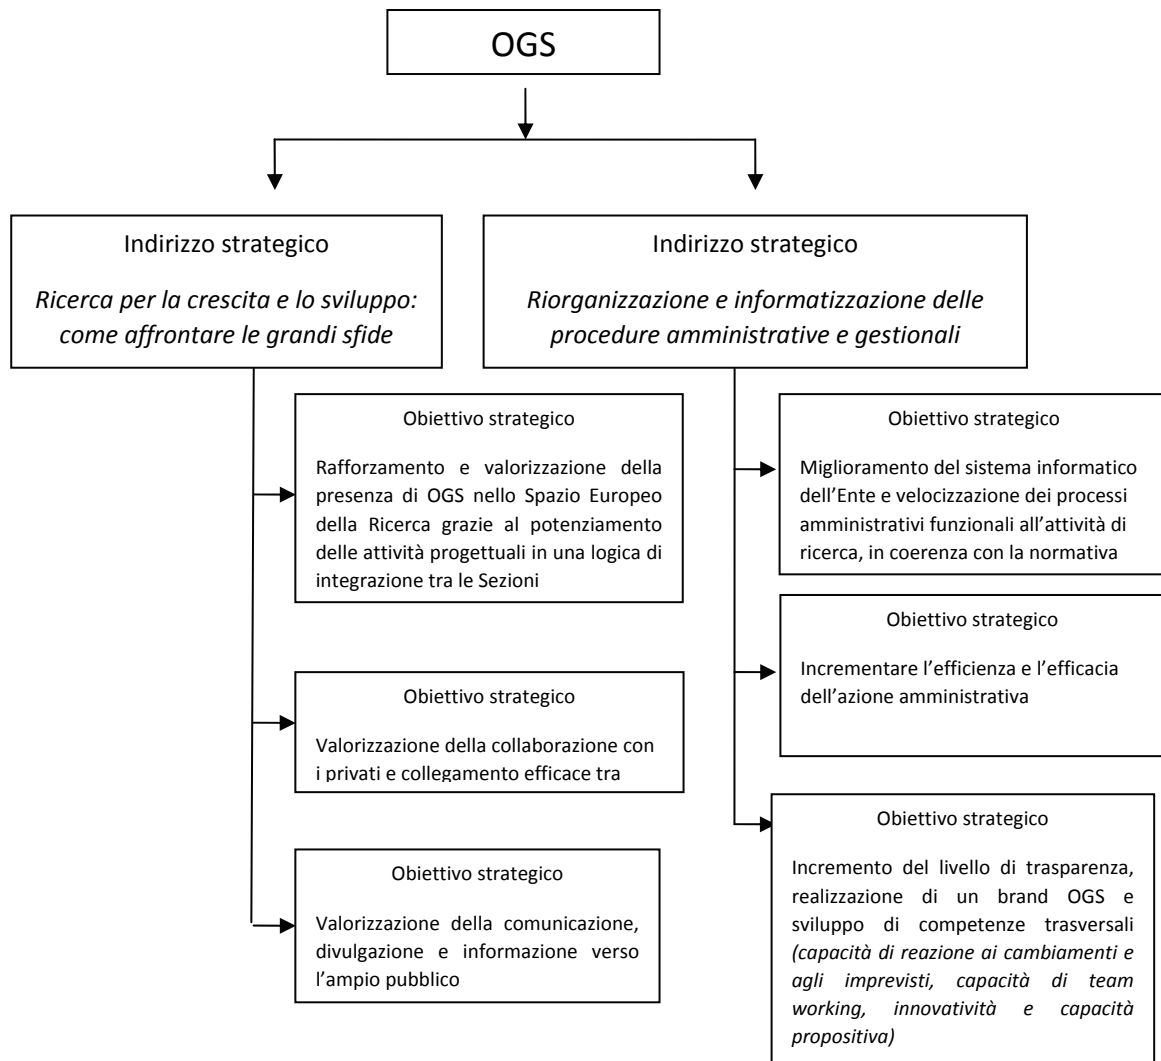 OGS
Indirizzo strategico
Ricerca per la crescita e lo sviluppo:
come affrontare le grandi sfide
Indirizzo strategico
Riorganizzazione e informatizzazione delle
procedure amministrative e gestionali
Obiettivo strategico
Rafforzamento e valorizzazione della
presenza di OGS nello Spazio Europeo
della Ricerca grazie al potenziamento
delle attività progettuali in una logica di
integrazione tra le Sezioni
Obiettivo strategico
Valorizzazione della collaborazione con
i privati e collegamento efficace tra
Obiettivo strategico
Valorizzazione della comunicazione,
divulgazione e informazione verso
l’ampio pubblico
Obiettivo strategico
Miglioramento del sistema informatico
dell’Ente e velocizzazione dei processi
amministrativi funzionali all’attività di
ricerca, in coerenza con la normativa
Obiettivo strategico
Incrementare l’efficienza e l’efficacia
dell’azione amministrativa
Obiettivo strategico
Incremento del livello di trasparenza,
realizzazione di un brand OGS e
sviluppo di competenze trasversali
(capacità di reazione ai cambiamenti e
agli imprevisti, capacità di team
working, innovatività e capacità
propositiva)